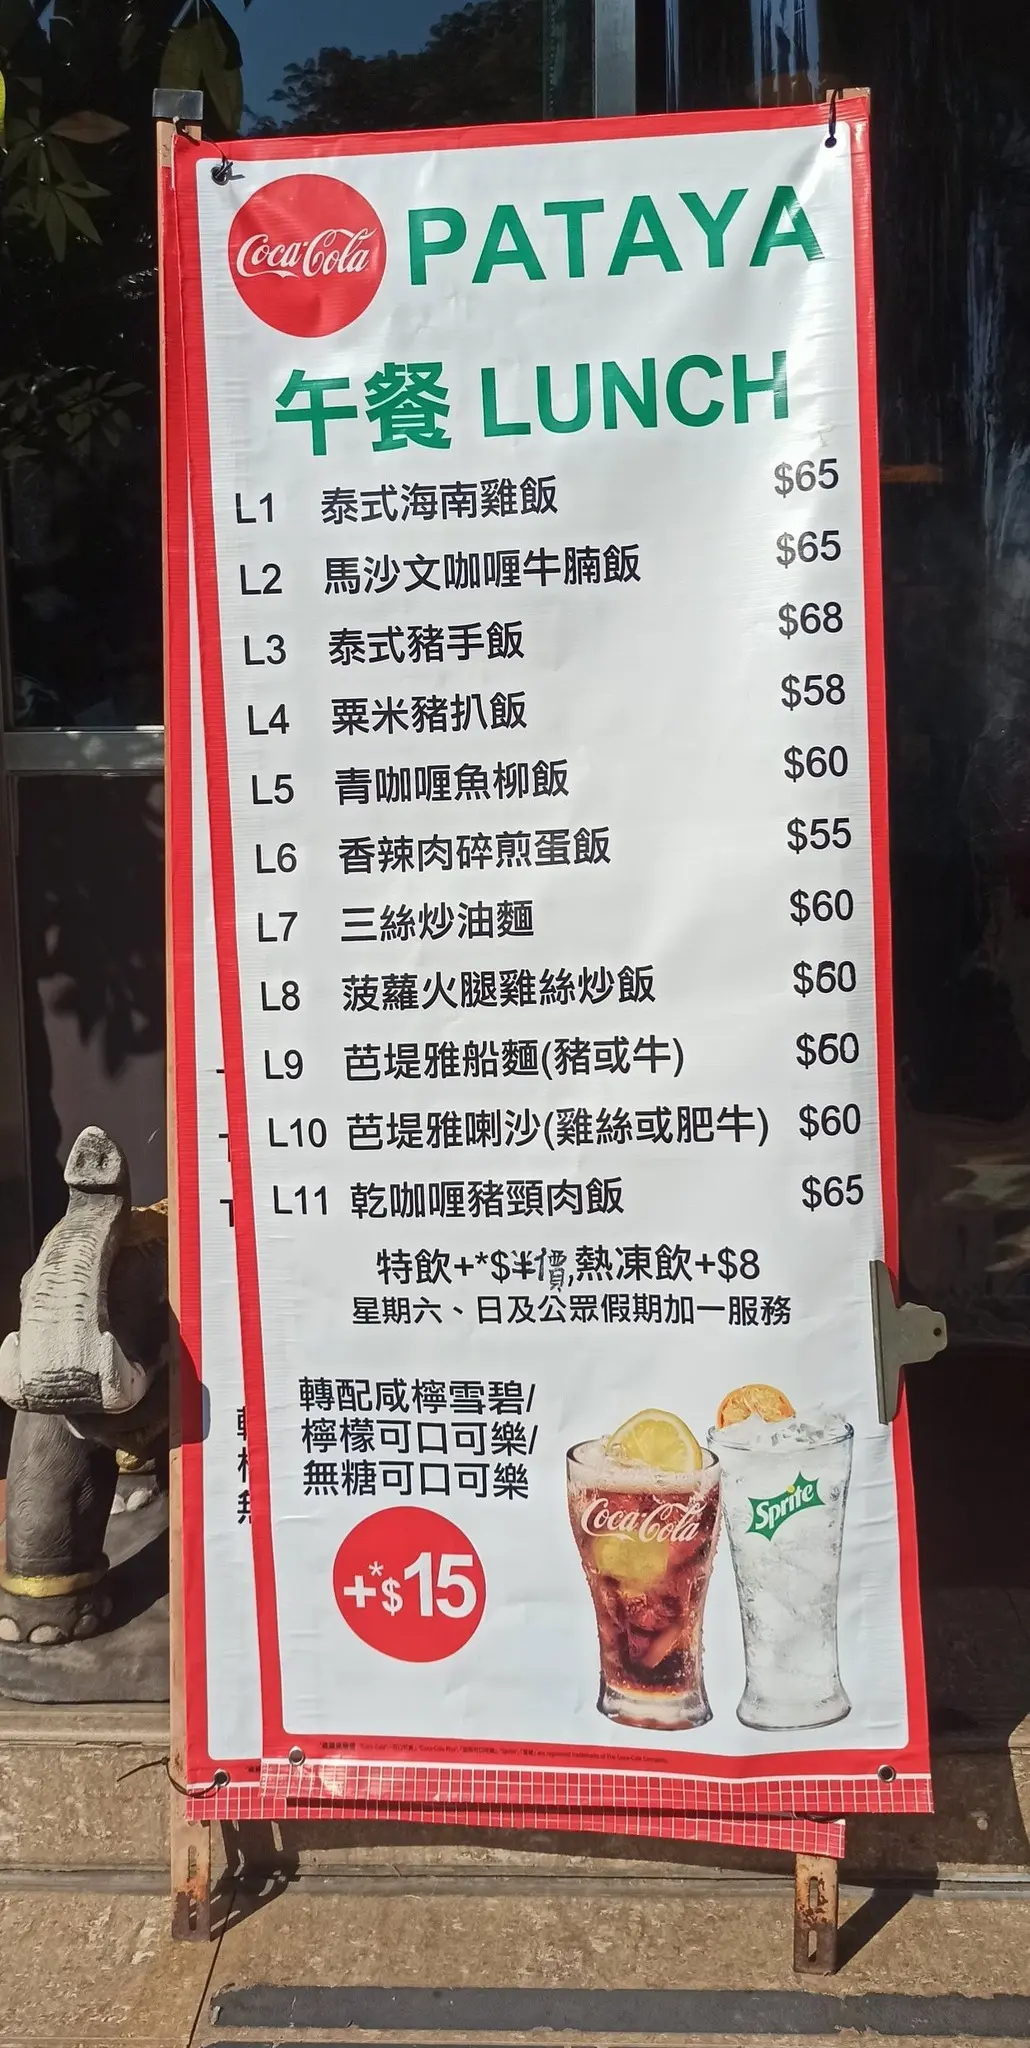 Coca-Cola PATAYA
午餐 LUNCH
L1 泰式海南雞飯 $65
L2 馬沙文咖喱牛腩飯 $65
L3 泰式豬手飯 $68
L4 粟米豬扒飯 $58
L5 青咖喱魚柳飯 $60
L6 香辣肉碎煎蛋飯 $55
L7 三絲炒油麵 $60
L8 菠蘿火腿雞絲炒飯 $60
L9 芭堤雅船麵(豬或牛) $60
L10 芭堤雅喇沙(雞絲或肥牛) $60
L11 乾咖喱豬頸肉飯 $65
特飲+*$半價,熱凍飲+$8
星期六、日及公眾假期加一服務
轉配咸檸雪碧/
檸檬可口可樂/
無糖可口可樂
+*$15
Coca-Cola
Sprite